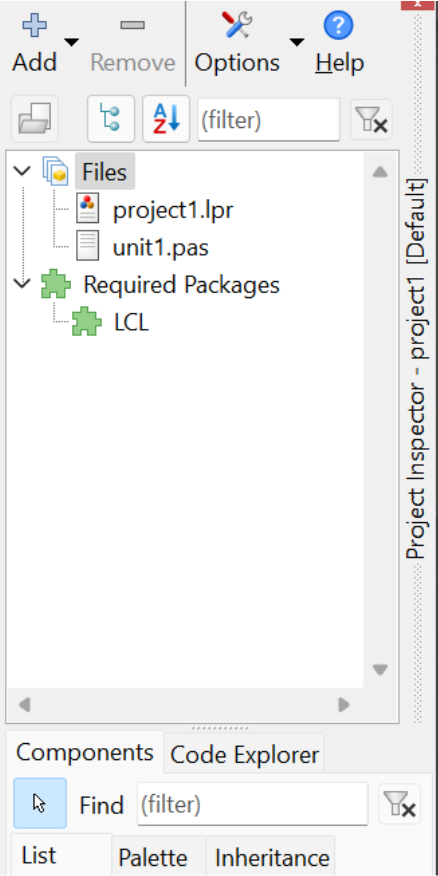 Add Remove Options Help
(filter)
Files
project1.lpr
unit1.pas
Required Packages
LCL
Project Inspector - project1 [Default]
Components Code Explorer
Find (filter)
List Palette Inheritance